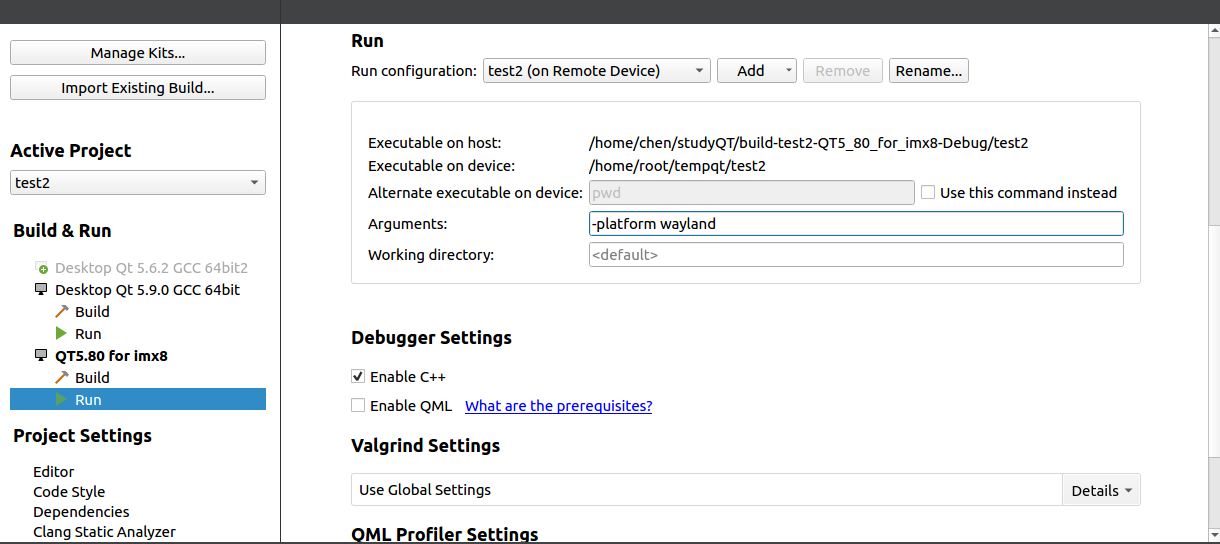 Manage Kits...
Import Existing Build...
Active Project
test2
Build & Run
Desktop Qt 5.6.2 GCC 64bit2
Desktop Qt 5.9.0 GCC 64bit
Build
Run
QT5.80 for imx8
Build
Run
Project Settings
Editor
Code Style
Dependencies
Clang Static Analyzer
Run
Run configuration: test2 (on Remote Device) Add Remove Rename...
Executable on host: /home/chen/studyQT/build-test2-QT5_80_for_imx8-Debug/test2
Executable on device: /home/root/tempqt/test2
Alternate executable on device: pwd Use this command instead
Arguments: -platform wayland
Working directory: <default>
Debugger Settings
Enable C++
Enable QML What are the prerequisites?
Valgrind Settings
Use Global Settings Details
QML Profiler Settings